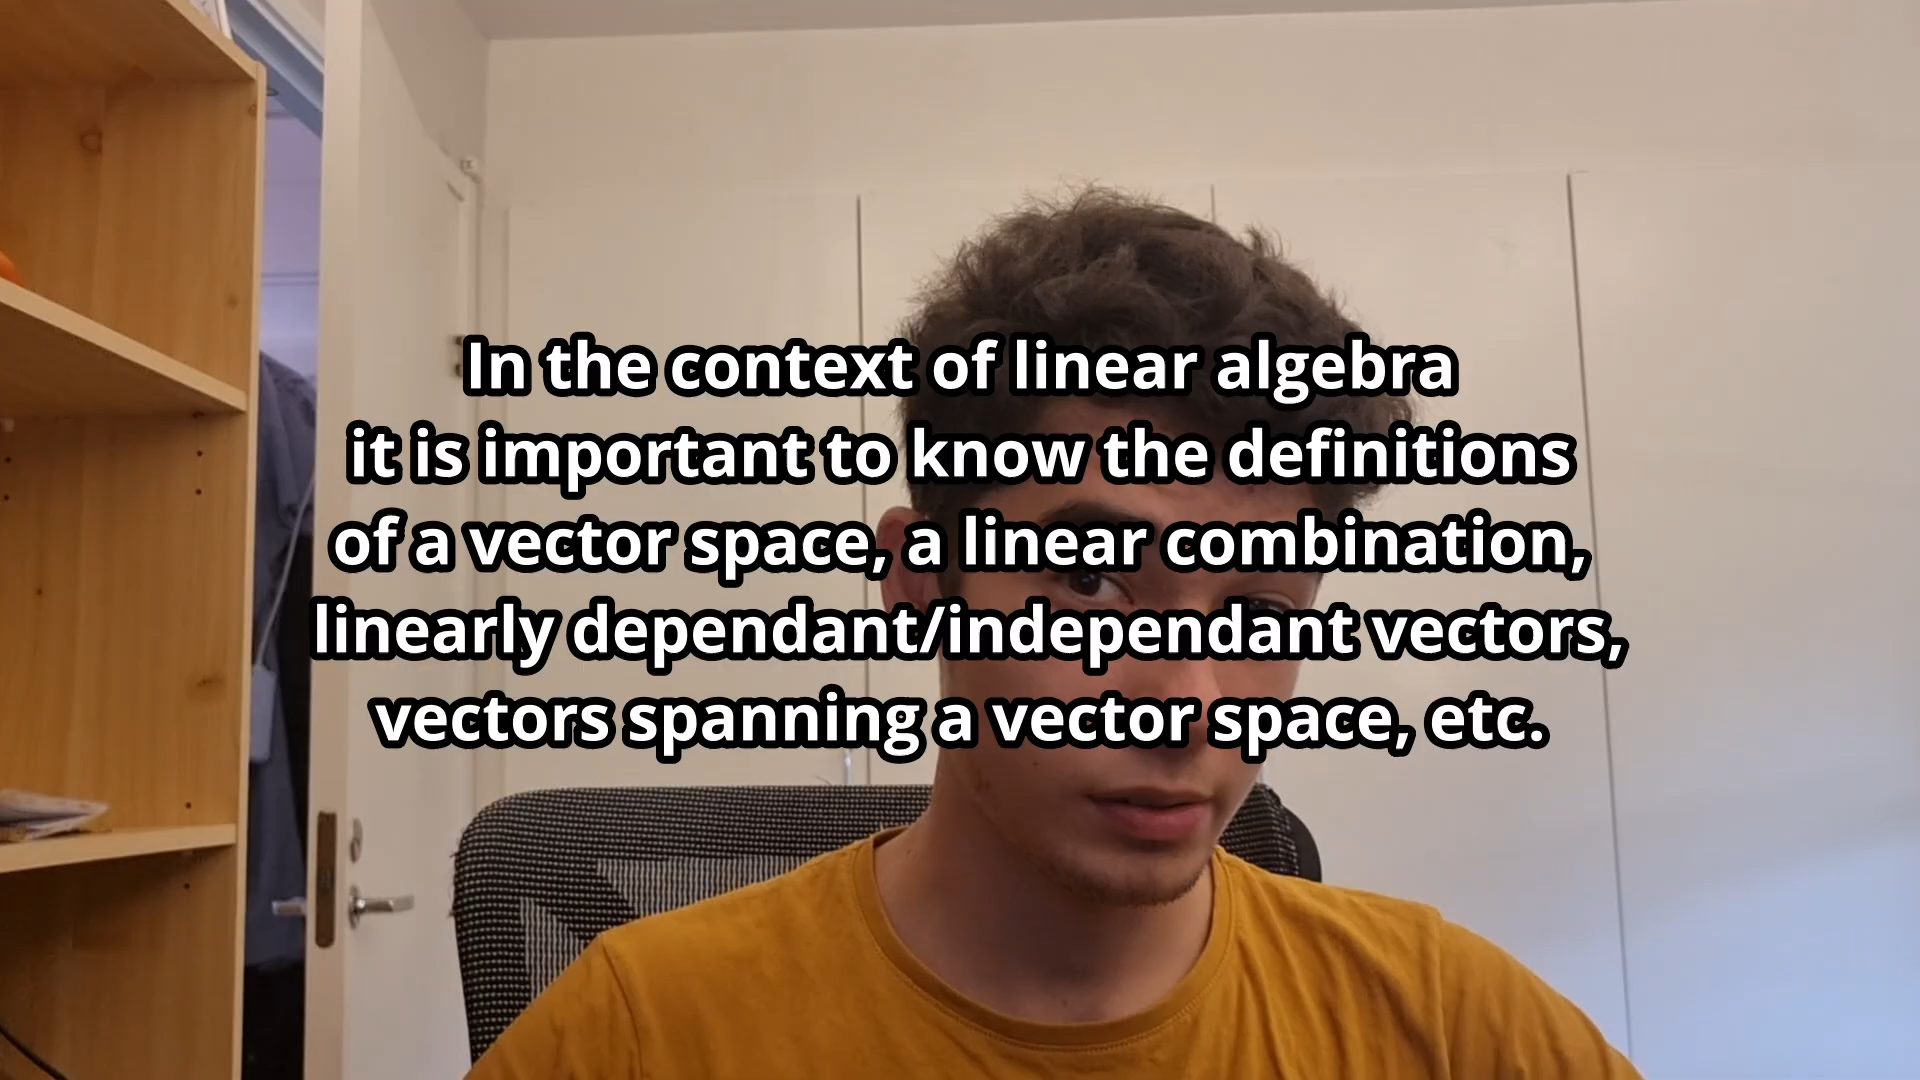 In the context of linear algebra
it is important to know the definitions
of a vector space, a linear combination,
linearly dependant/independant vectors,
vectors spanning a vector space, etc.